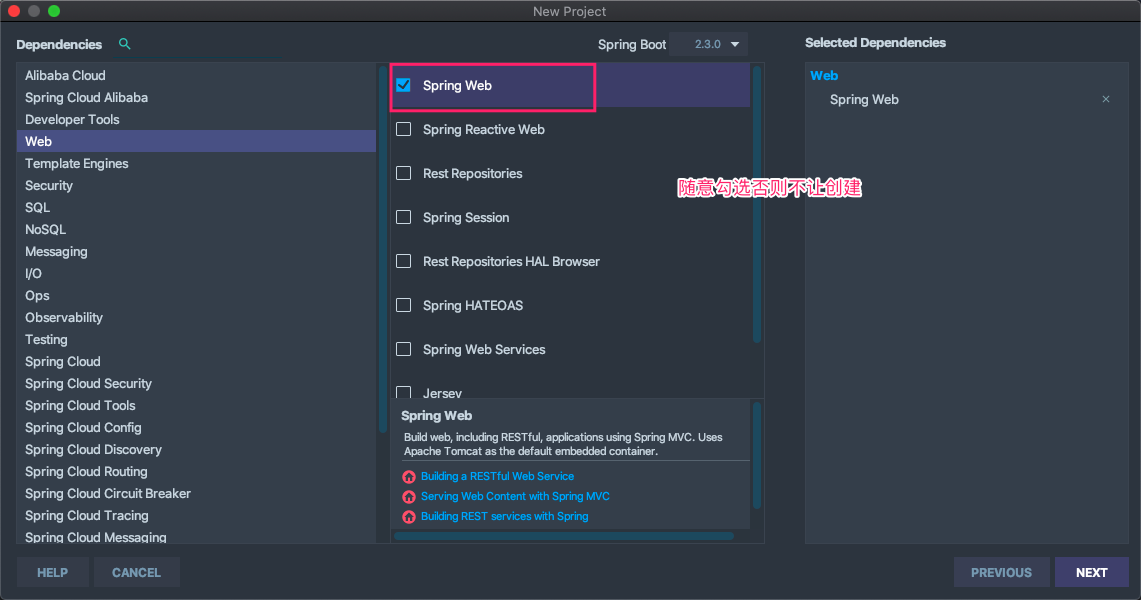 New Project
Dependencies
Spring Boot 2.3.0
Selected Dependencies
Alibaba Cloud
Spring Cloud Alibaba
Developer Tools
Web
Template Engines
Security
SQL
NoSQL
Messaging
I/O
Ops
Observability
Testing
Spring Cloud
Spring Cloud Security
Spring Cloud Tools
Spring Cloud Config
Spring Cloud Discovery
Spring Cloud Routing
Spring Cloud Circuit Breaker
Spring Cloud Tracing
Spring Cloud Messaging
Spring Web
Spring Reactive Web
Rest Repositories
Spring Session
Rest Repositories HAL Browser
Spring HATEOAS
Spring Web Services
Jersey
随意勾选否则不让创建
Spring Web
Build web, including RESTful, applications using Spring MVC. Uses
Apache Tomcat as the default embedded container.
Building a RESTful Web Service
Serving Web Content with Spring MVC
Building REST services with Spring
Web
Spring Web
HELP
CANCEL
PREVIOUS
NEXT